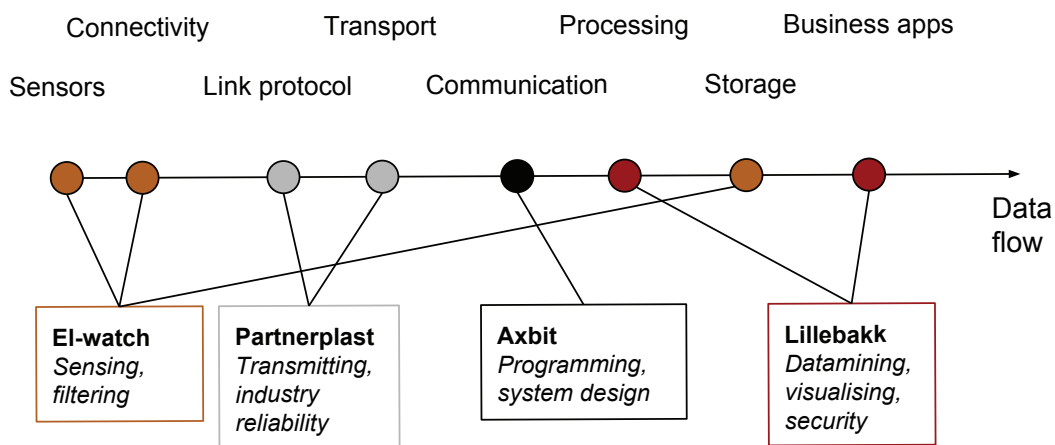 Connectivity
Transport
Processing
Business apps
Sensors
Link protocol
Communication
Storage
Data
flow
El-watch
Sensing,
filtering
Partnerplast
Transmitting,
industry
reliability
Axbit
Programming,
system design
Lillebakk
Datamining,
visualising,
security